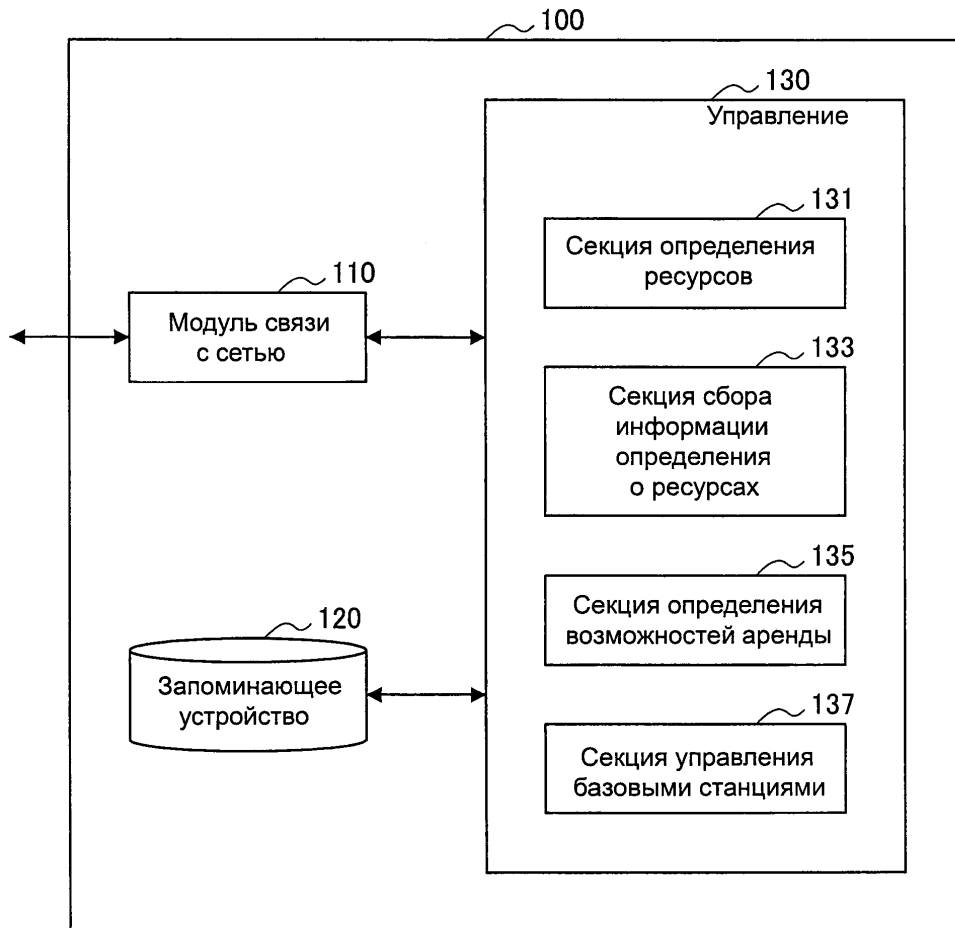 100
130
Управление
131
Секция определения
ресурсов
110
Модуль связи
с сетью
133
Секция сбора
информации
определения
о ресурсах
135
Секция определения
возможностей аренды
120
Запоминающее
устройство
137
Секция управления
базовыми станциями